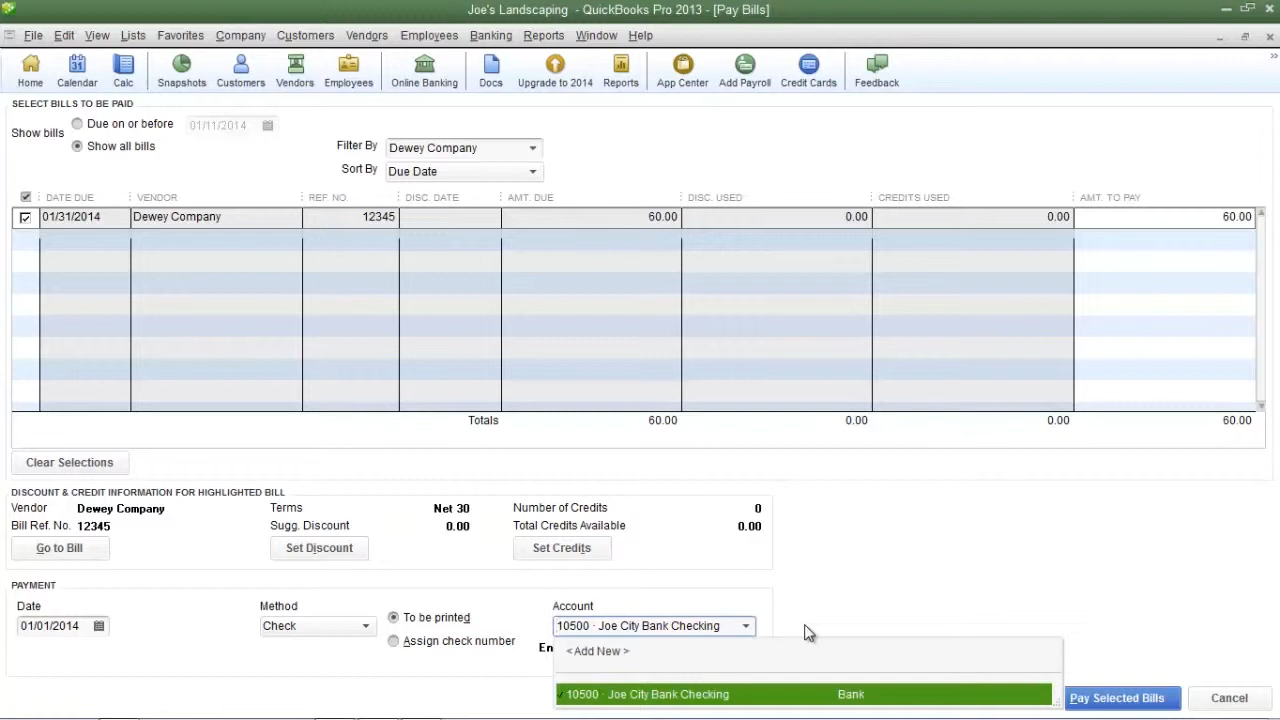 Joe's Landscaping - QuickBooks Pro 2013 - [Pay Bills]
File Edit View Lists Favorites Company Customers Vendors Employees Banking Reports Window Help
Home Calendar Calc Snapshots Customers Vendors Employees Online Banking Docs Upgrade to 2014 Reports App Center Add Payroll Credit Cards Feedback
SELECT BILLS TO BE PAID
Show bills Due on or before 01/11/2014
Show all bills
Filter By Dewey Company
Sort By Due Date
DATE DUE VENDOR REF. NO. DISC. DATE AMT. DUE DISC. USED CREDITS USED AMT. TO PAY
01/31/2014 Dewey Company 12345 60.00 0.00 0.00 60.00
Totals 60.00 0.00 0.00 60.00
Clear Selections
DISCOUNT & CREDIT INFORMATION FOR HIGHLIGHTED BILL
Vendor Dewey Company Terms Net 30 Number of Credits 0
Bill Ref. No. 12345 Sugg. Discount 0.00 Total Credits Available 0.00
Go to Bill Set Discount Set Credits
PAYMENT
Date Method Account
01/01/2014 Check To be printed 10500 · Joe City Bank Checking
Assign check number En
< Add New >
✓ 10500 · Joe City Bank Checking Bank
Pay Selected Bills Cancel